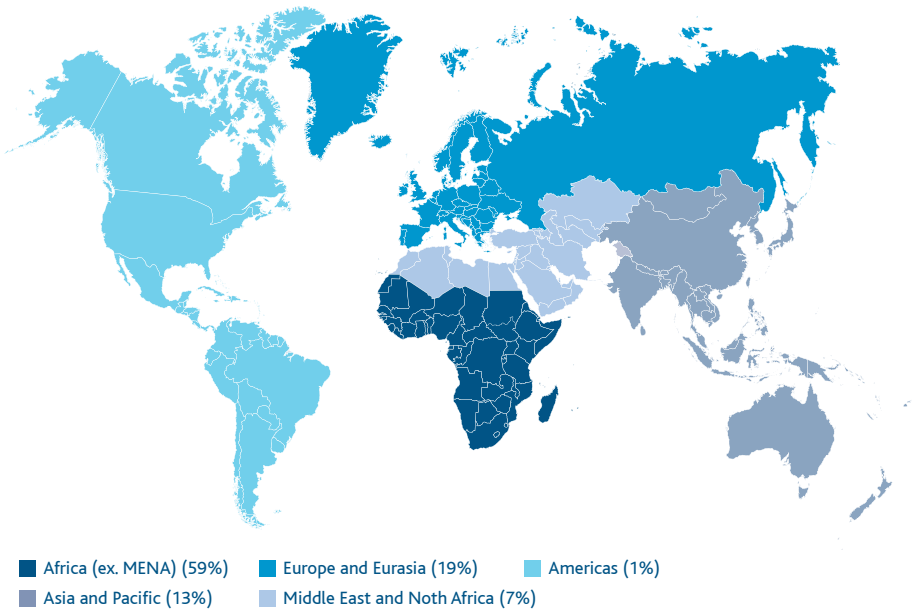 Africa (ex. MENA) (59%) Europe and Eurasia (19%) Americas (1%)
Asia and Pacific (13%) Middle East and Noth Africa (7%)